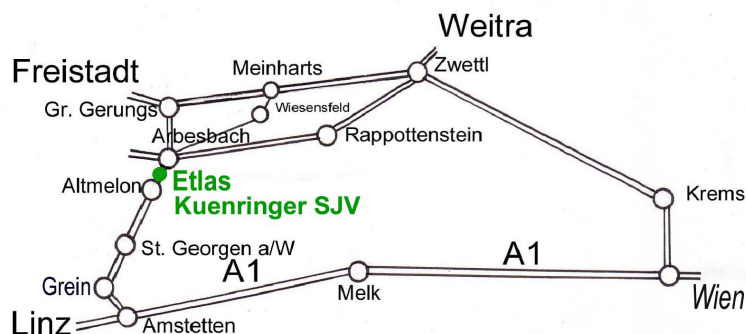 Weitra
Freistadt
Meinharts
Zwettl
Gr. Gerungs
Wiesensfeld
Arbesbach
Rappottenstein
Etlas
Altmelon
Kuenringer SJV
Krems
St. Georgen a/W
A1
A1
Grein
Melk
Wien
Linz
Amstetten